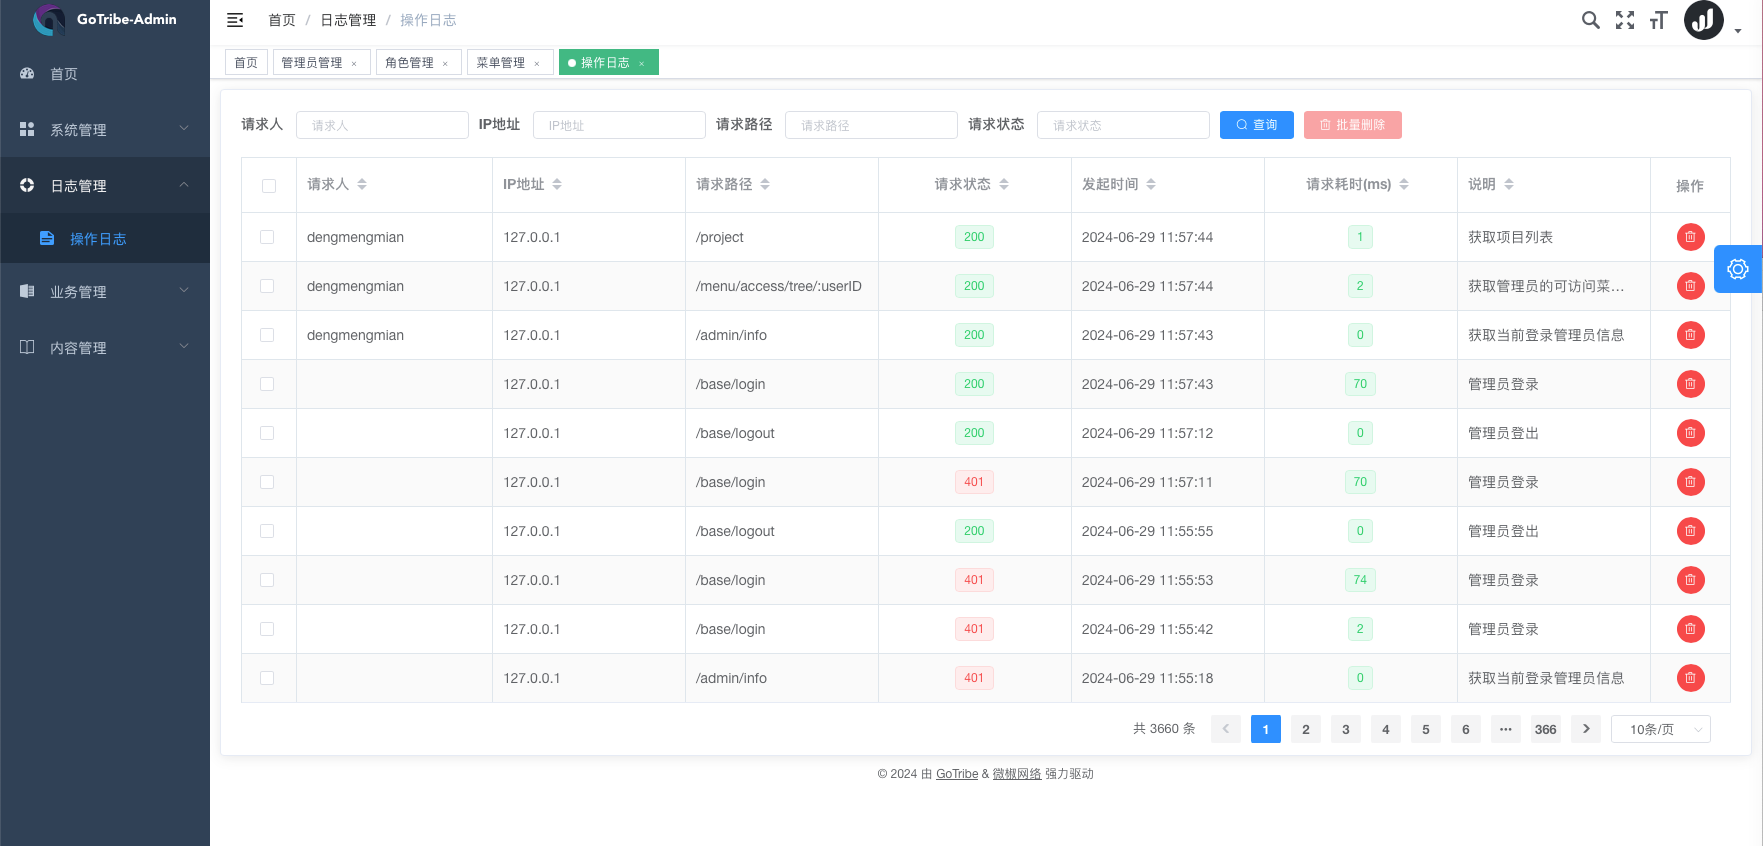 GoTribe-Admin
首页
系统管理
日志管理
操作日志
业务管理
内容管理
首页 / 日志管理 / 操作日志
首页 管理员管理 × 角色管理 × 菜单管理 × 操作日志 ×
请求人 请求人 IP地址 IP地址 请求路径 请求路径 请求状态 请求状态 查询 批量删除
请求人 IP地址 请求路径 请求状态 发起时间 请求耗时(ms) 说明 操作
dengmengmian 127.0.0.1 /project 200 2024-06-29 11:57:44 1 获取项目列表
dengmengmian 127.0.0.1 /menu/access/tree/:userID 200 2024-06-29 11:57:44 2 获取管理员的可访问菜…
dengmengmian 127.0.0.1 /admin/info 200 2024-06-29 11:57:43 0 获取当前登录管理员信息
127.0.0.1 /base/login 200 2024-06-29 11:57:43 70 管理员登录
127.0.0.1 /base/logout 200 2024-06-29 11:57:12 0 管理员登出
127.0.0.1 /base/login 401 2024-06-29 11:57:11 70 管理员登录
127.0.0.1 /base/logout 200 2024-06-29 11:55:55 0 管理员登出
127.0.0.1 /base/login 401 2024-06-29 11:55:53 74 管理员登录
127.0.0.1 /base/login 401 2024-06-29 11:55:42 2 管理员登录
127.0.0.1 /admin/info 401 2024-06-29 11:55:18 0 获取当前登录管理员信息
共 3660 条 1 2 3 4 5 6 ··· 366 10条/页
© 2024 由 GoTribe & 微椒网络 强力驱动